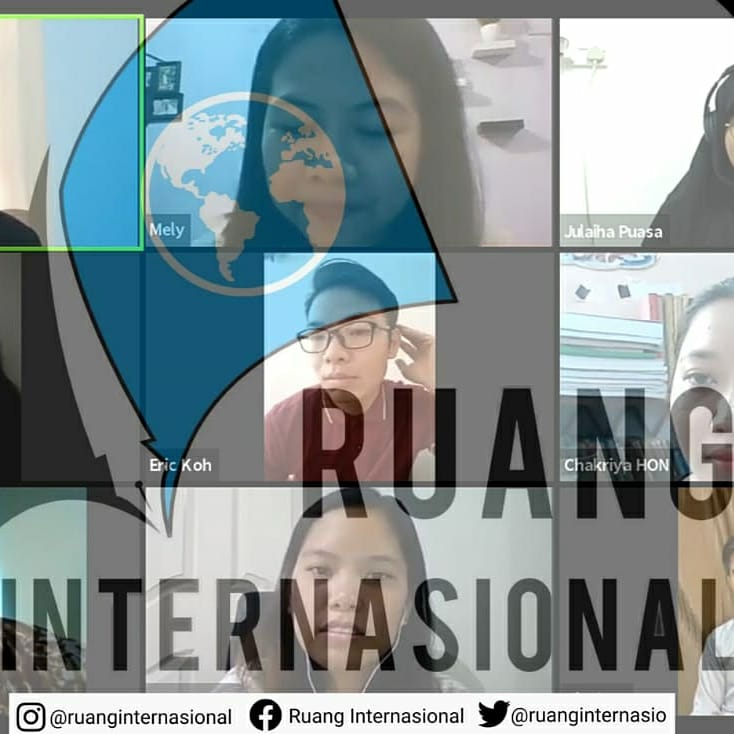 Mely
Julaiha Puasa
Eric Koh
Chakriya HON
RUANG
INTERNASIONAL
@ruanginternasional Ruang Internasional @ruanginternasio